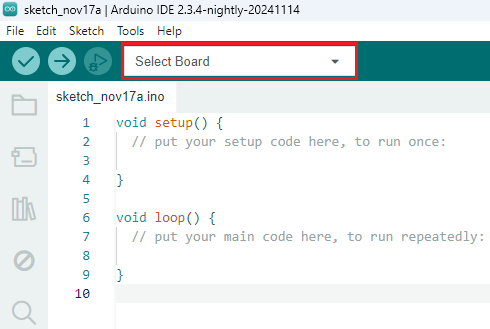 sketch_nov17a | Arduino IDE 2.3.4-nightly-20241114
File Edit Sketch Tools Help
Select Board
sketch_nov17a.ino
1 void setup() {
2 // put your setup code here, to run once:
3
4 }
5
6 void loop() {
7 // put your main code here, to run repeatedly:
8
9 }
10